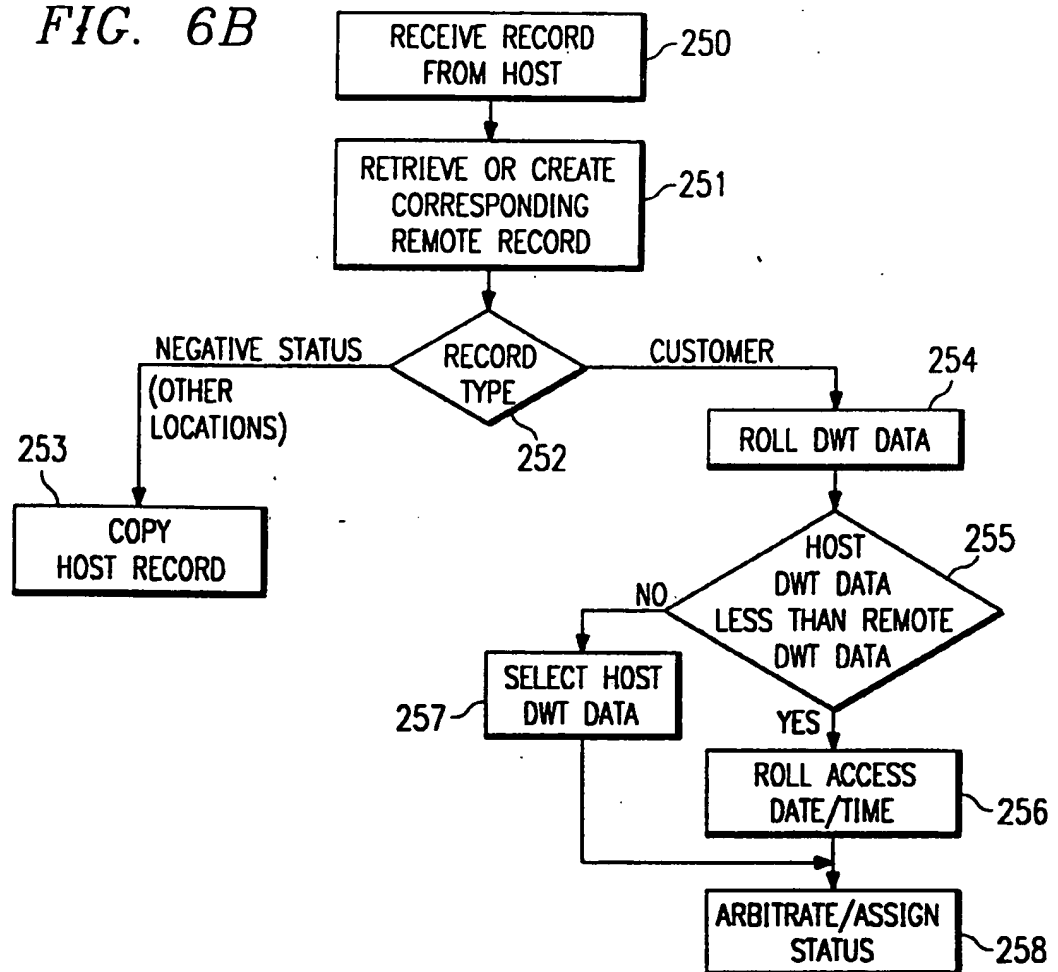 FIG. 6B
RECEIVE RECORD
FROM HOST
250
RETRIEVE OR CREATE
CORRESPONDING
REMOTE RECORD
251
NEGATIVE STATUS
(OTHER
LOCATIONS)
RECORD
TYPE
252
CUSTOMER
253
COPY
HOST RECORD
254
ROLL DWT DATA
HOST
DWT DATA
LESS THAN REMOTE
DWT DATA
255
NO
SELECT HOST
DWT DATA
257
YES
ROLL ACCESS
DATE/TIME
256
ARBITRATE/ASSIGN
STATUS
258